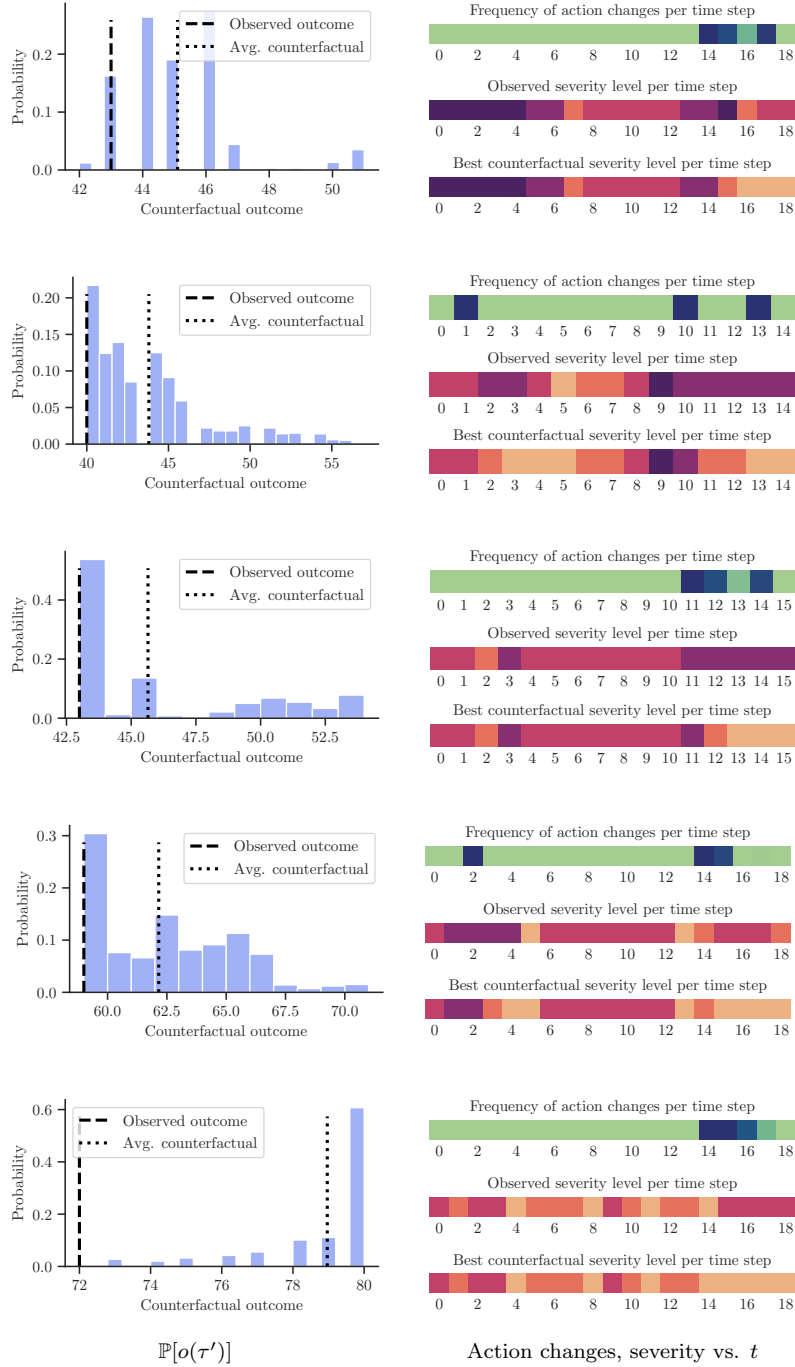 Probability
0.2
0.0
42 44 46 48 50
Counterfactual outcome
Observed outcome
Avg. counterfactual
Frequency of action changes per time step
0 2 4 6 8 10 12 14 16 18
Observed severity level per time step
0 2 4 6 8 10 12 14 16 18
Best counterfactual severity level per time step
0 2 4 6 8 10 12 14 16 18
Probability
0.20
0.15
0.10
0.05
0.00
40 45 50 55
Counterfactual outcome
Observed outcome
Avg. counterfactual
Frequency of action changes per time step
0 1 2 3 4 5 6 7 8 9 10 11 12 13 14
Observed severity level per time step
0 1 2 3 4 5 6 7 8 9 10 11 12 13 14
Best counterfactual severity level per time step
0 1 2 3 4 5 6 7 8 9 10 11 12 13 14
Probability
0.4
0.2
0.0
42.5 45.0 47.5 50.0 52.5
Counterfactual outcome
Observed outcome
Avg. counterfactual
Frequency of action changes per time step
0 1 2 3 4 5 6 7 8 9 10 11 12 13 14 15
Observed severity level per time step
0 1 2 3 4 5 6 7 8 9 10 11 12 13 14 15
Best counterfactual severity level per time step
0 1 2 3 4 5 6 7 8 9 10 11 12 13 14 15
Probability
0.3
0.2
0.1
0.0
60.0 62.5 65.0 67.5 70.0
Counterfactual outcome
Observed outcome
Avg. counterfactual
Frequency of action changes per time step
0 2 4 6 8 10 12 14 16 18
Observed severity level per time step
0 2 4 6 8 10 12 14 16 18
Best counterfactual severity level per time step
0 2 4 6 8 10 12 14 16 18
Probability
0.6
0.4
0.2
0.0
72 74 76 78 80
Counterfactual outcome
Observed outcome
Avg. counterfactual
Frequency of action changes per time step
0 2 4 6 8 10 12 14 16 18
Observed severity level per time step
0 2 4 6 8 10 12 14 16 18
Best counterfactual severity level per time step
0 2 4 6 8 10 12 14 16 18
ℙ[o(τ′)]
Action changes, severity vs. t